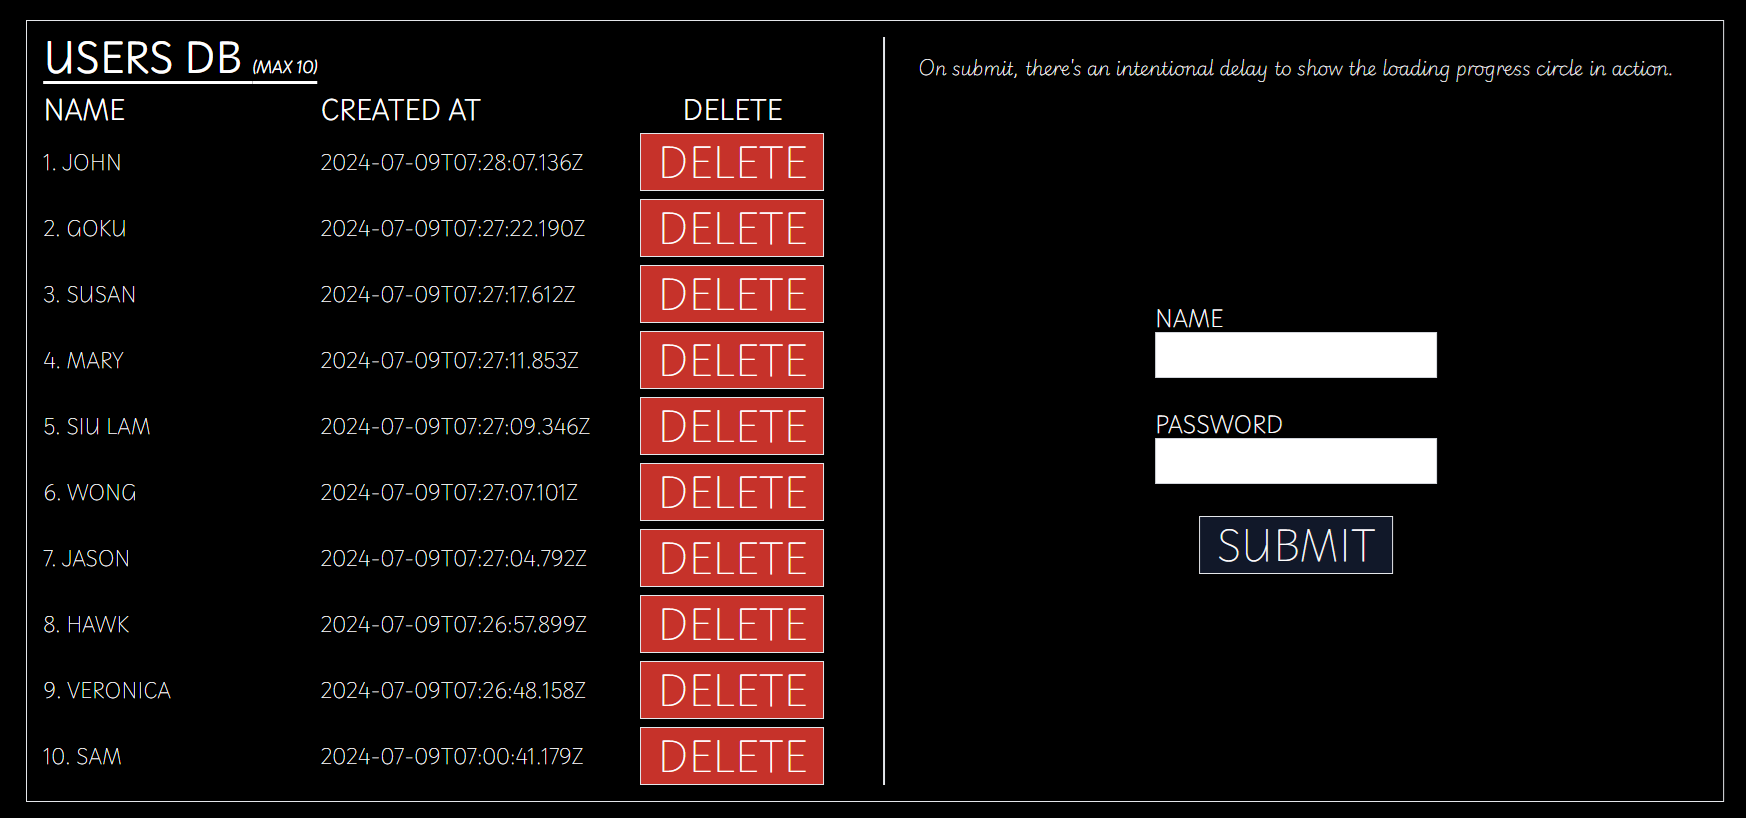 USERS DB (MAX 10)
NAME CREATED AT DELETE
1. JOHN 2024-07-09T07:28:07.136Z DELETE
2. GOKU 2024-07-09T07:27:22.190Z DELETE
3. SUSAN 2024-07-09T07:27:17.612Z DELETE
4. MARY 2024-07-09T07:27:11.853Z DELETE
5. SIU LAM 2024-07-09T07:27:09.346Z DELETE
6. WONG 2024-07-09T07:27:07.101Z DELETE
7. JASON 2024-07-09T07:27:04.792Z DELETE
8. HAWK 2024-07-09T07:26:57.899Z DELETE
9. VERONICA 2024-07-09T07:26:48.158Z DELETE
10. SAM 2024-07-09T07:00:41.179Z DELETE
On submit, there's an intentional delay to show the loading progress circle in action.
NAME
PASSWORD
SUBMIT